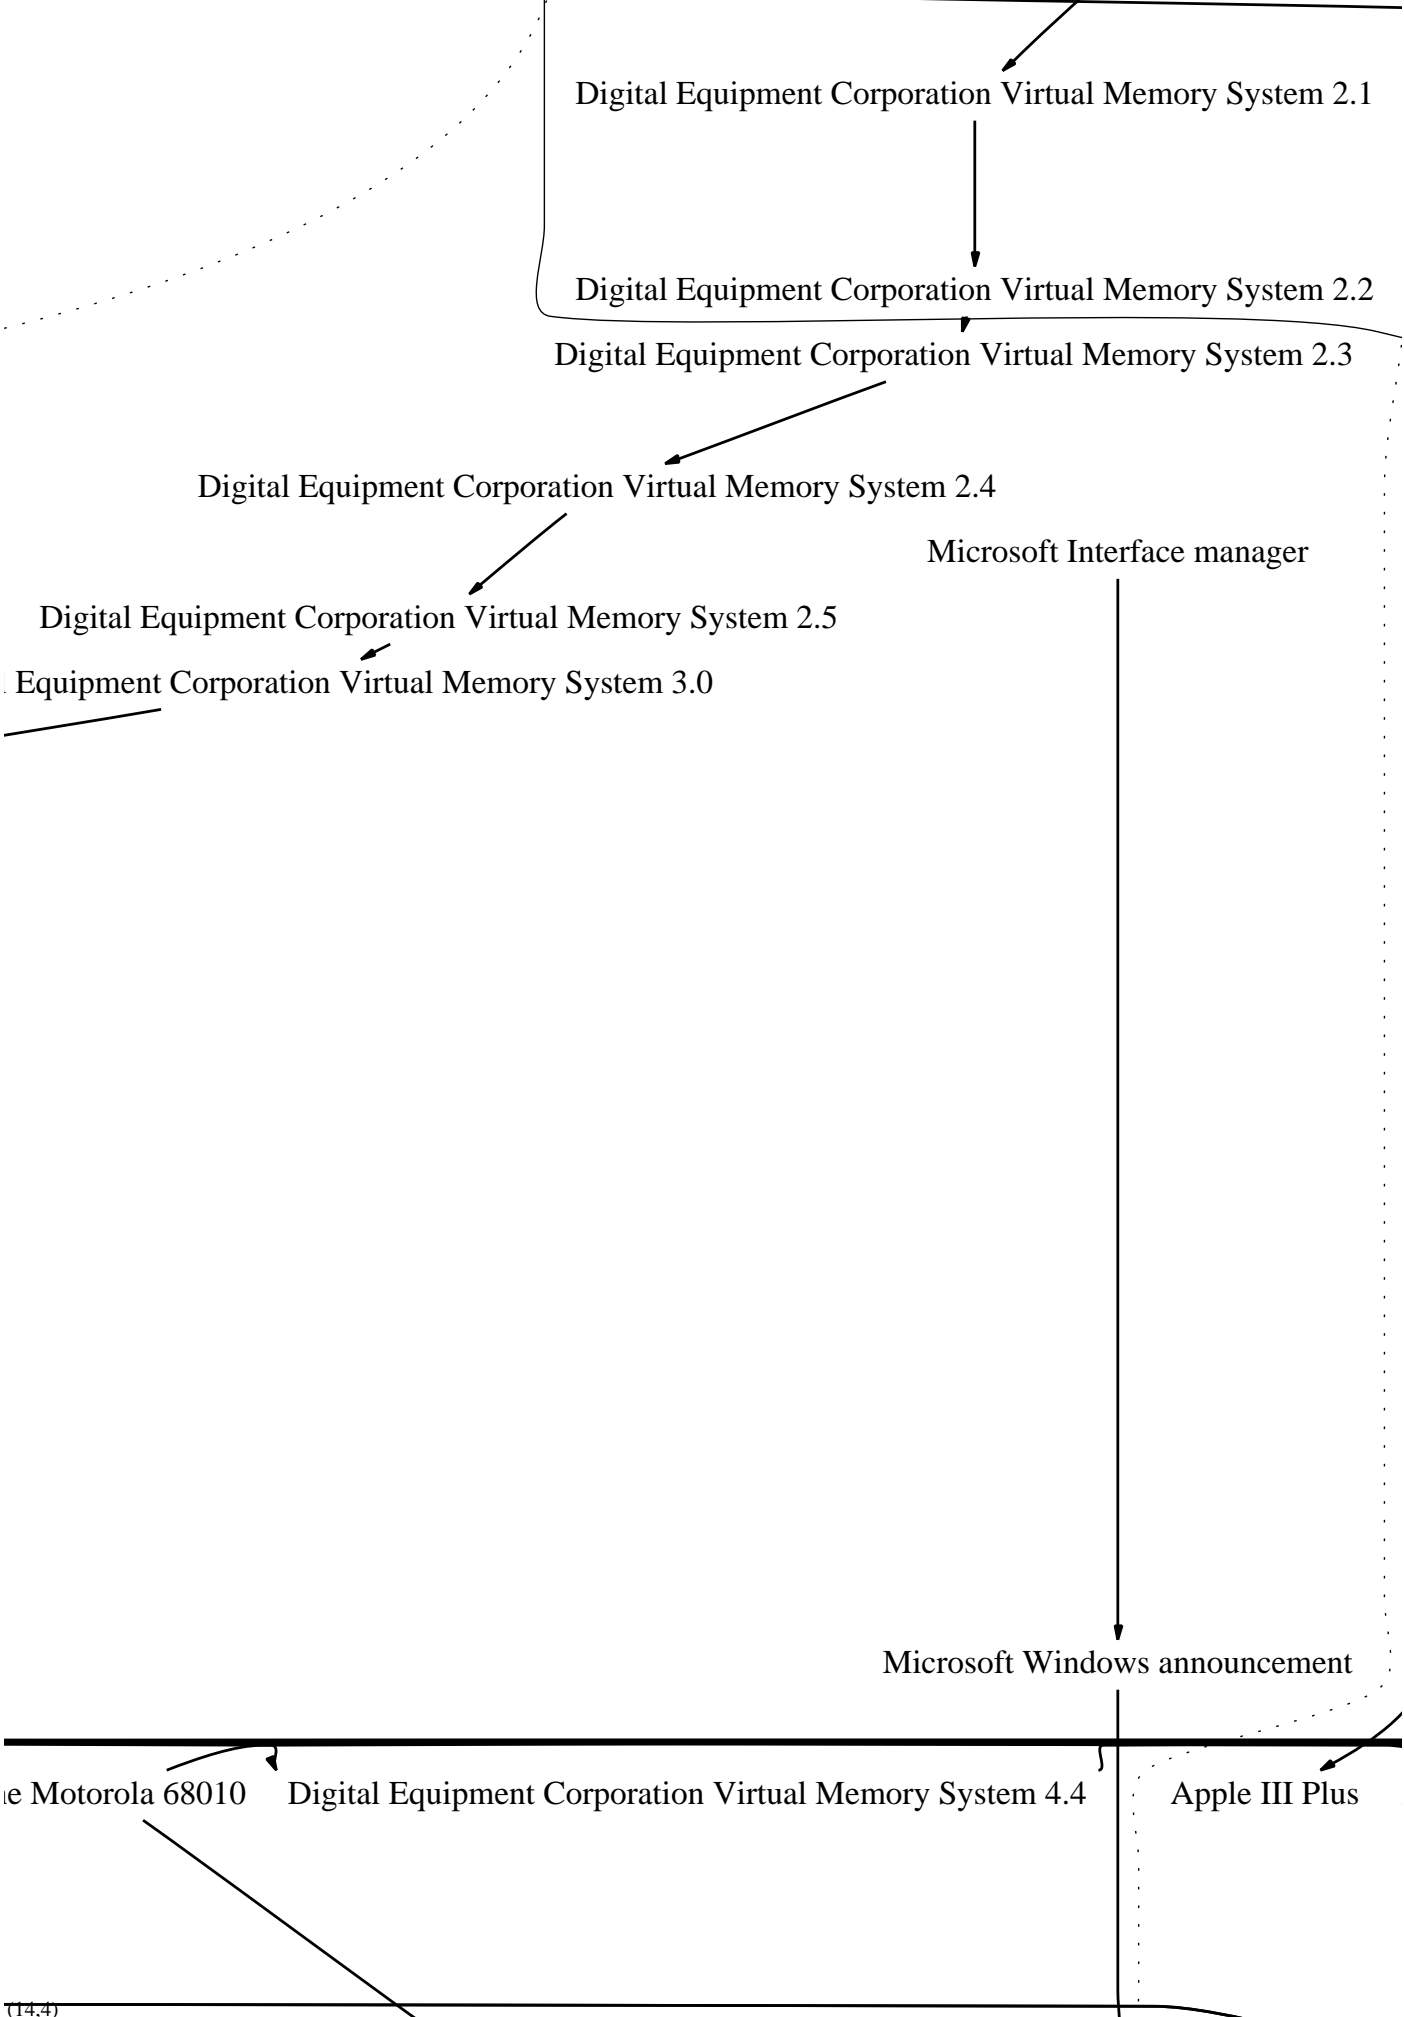 Digital Equipment Corporation Virtual Memory System 2.1
Digital Equipment Corporation Virtual Memory System 2.2
Digital Equipment Corporation Virtual Memory System 2.3
Digital Equipment Corporation Virtual Memory System 2.4
Microsoft Interface manager
Digital Equipment Corporation Virtual Memory System 2.5
Equipment Corporation Virtual Memory System 3.0
Microsoft Windows announcement
Motorola 68010
Digital Equipment Corporation Virtual Memory System 4.4
Apple III Plus
(14,4)